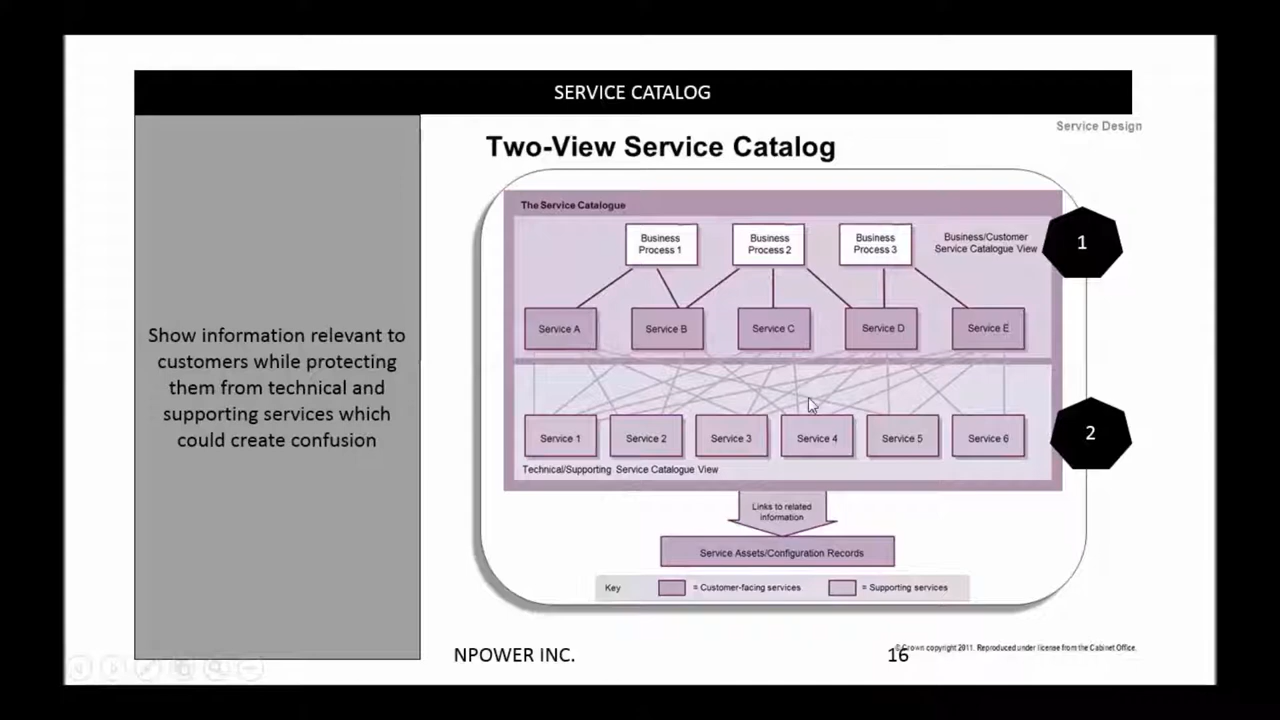 SERVICE CATALOG
Service Design
Show information relevant to
customers while protecting
them from technical and
supporting services which
could create confusion
Two-View Service Catalog
The Service Catalogue
Business
Process 1
Business
Process 2
Business
Process 3
Business/Customer
Service Catalogue View
1
Service A
Service B
Service C
Service D
Service E
Service 1
Service 2
Service 3
Service 4
Service 5
Service 6
2
Technical/Supporting Service Catalogue View
Links to related
information
Service Assets/Configuration Records
Key
= Customer-facing services
= Supporting services
NPOWER INC.
16
© Crown copyright 2011. Reproduced under license from the Cabinet Office.